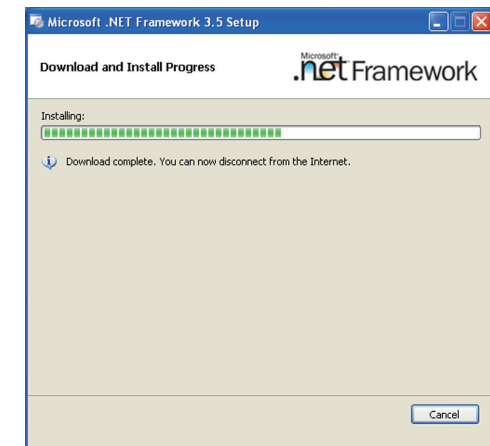 Microsoft .NET Framework 3.5 Setup
Download and Install Progress
Microsoft
.net Framework
Installing:
Download complete. You can now disconnect from the Internet.
Cancel